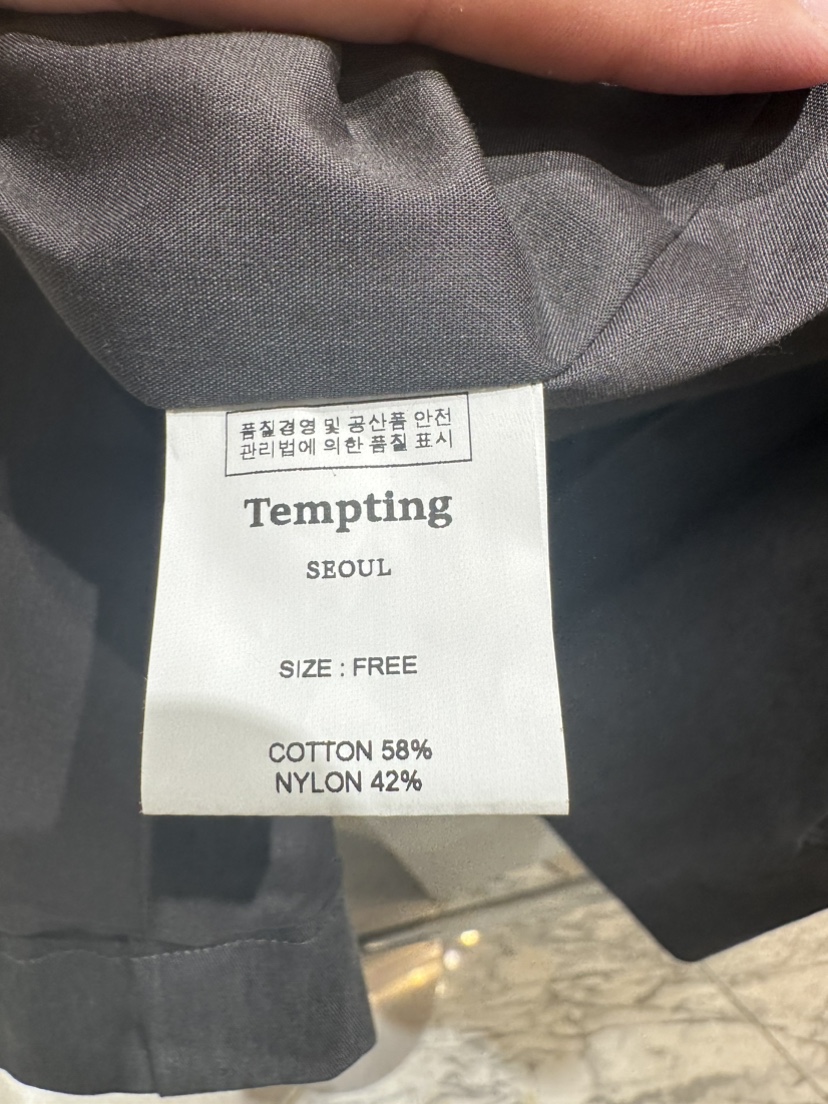 품질경영 및 공산품 안전
관리법에 의한 품질 표시
Tempting
SEOUL
SIZE : FREE
COTTON 58%
NYLON 42%